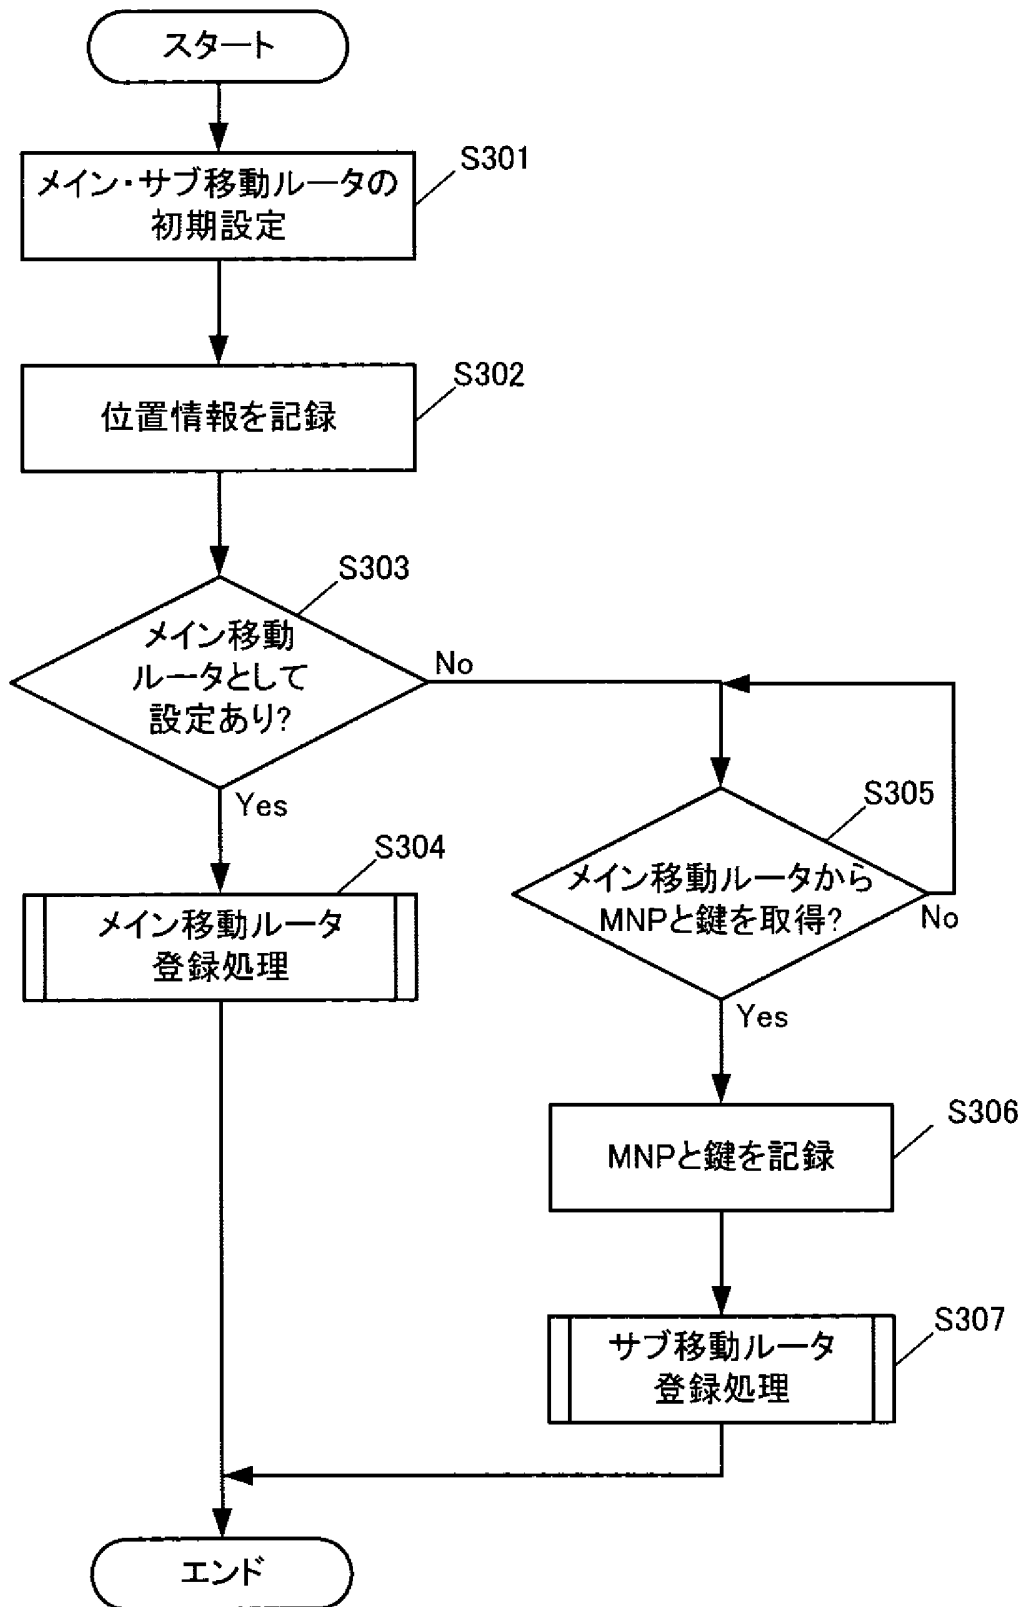 スタート
S301
メイン・サブ移動ルータの
初期設定
S302
位置情報を記録
S303
メイン移動
ルータとして
設定あり?
No
Yes
S304
メイン移動ルータ
登録処理
S305
メイン移動ルータから
MNPと鍵を取得?
No
Yes
S306
MNPと鍵を記録
S307
サブ移動ルータ
登録処理
エンド